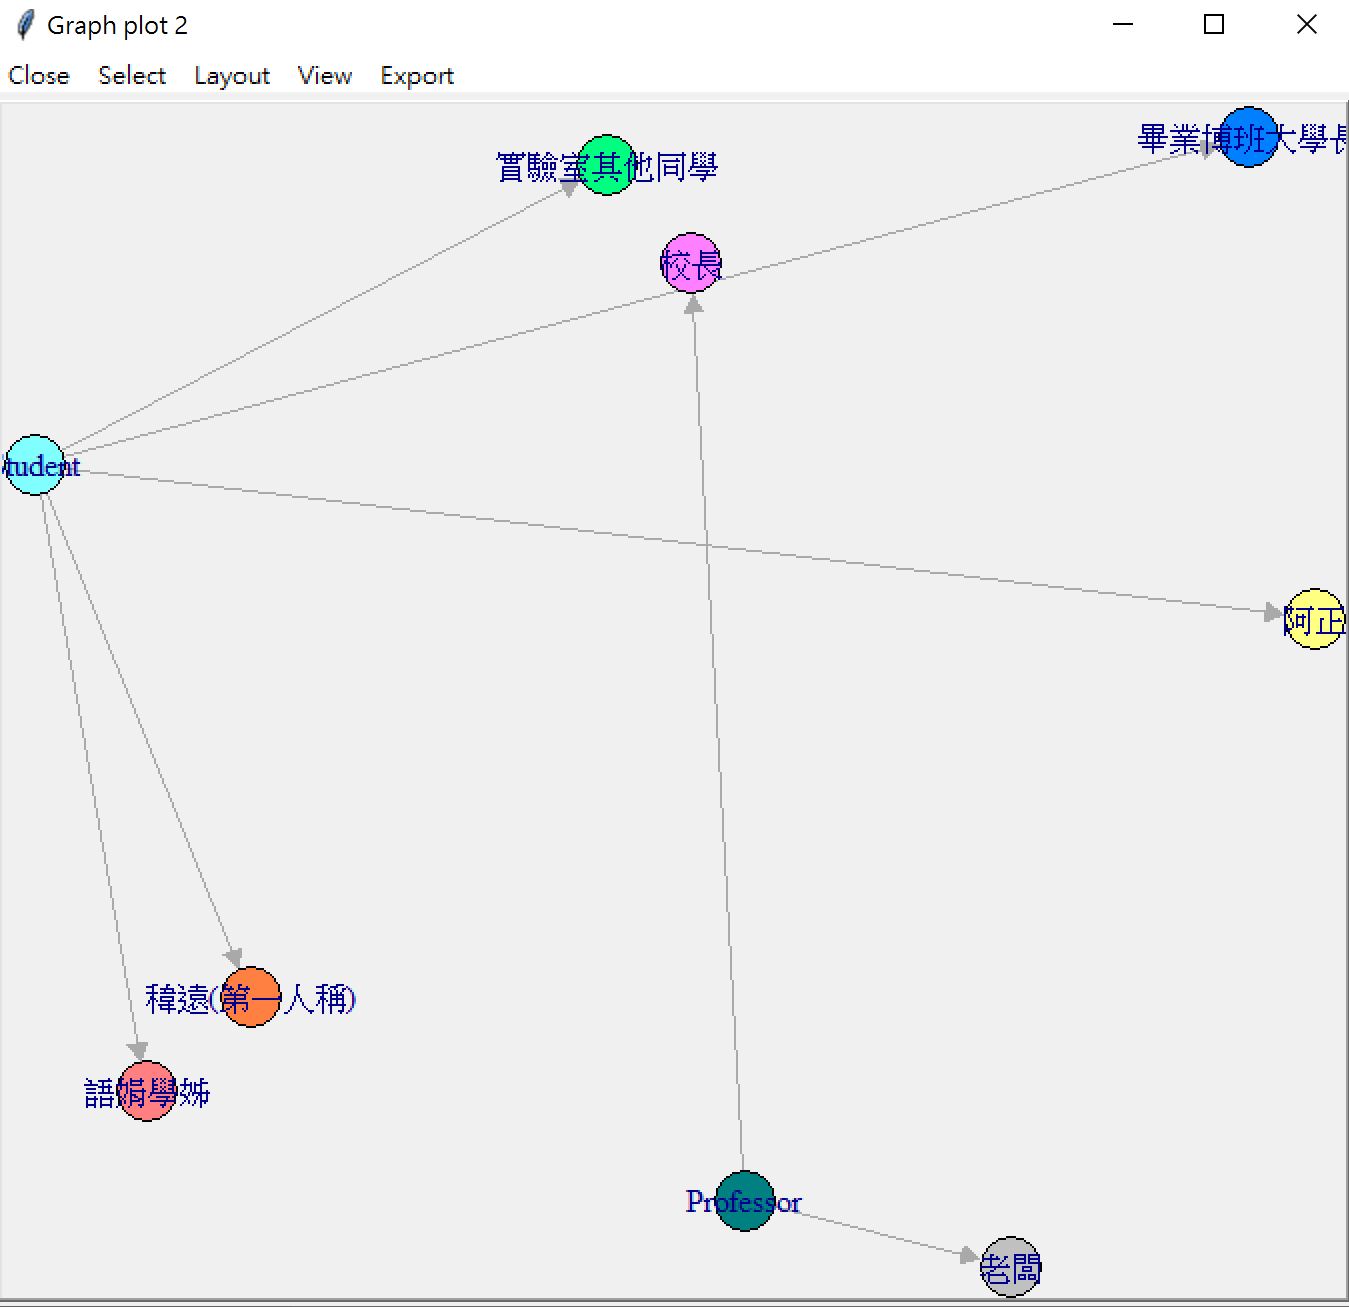 Graph plot 2
Close Select Layout View Export
畢業博班大學長
實驗室其他同學
校長
tudent
阿正
稦遠(第一人稱)
語娟學姊
Professor
老闆